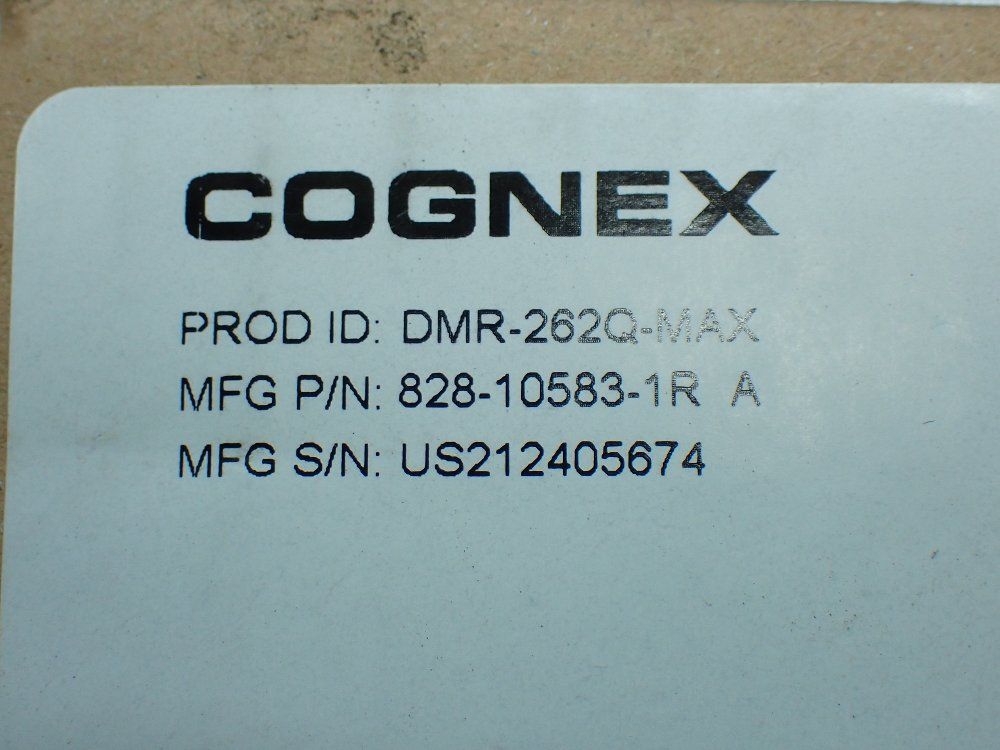 COGNEX
PROD ID: DMR-262Q-MAX
MFG P/N: 828-10583-1R A
MFG S/N: US212405674